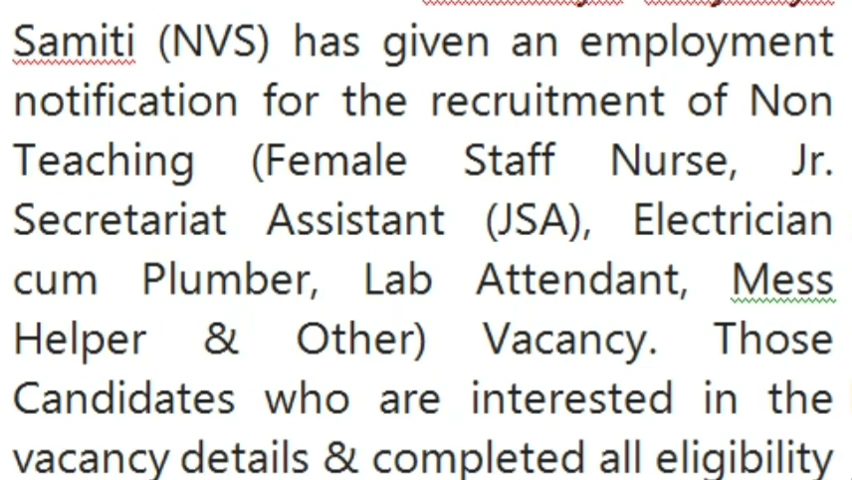 Samiti (NVS) has given an employment
notification for the recruitment of Non
Teaching (Female Staff Nurse, Jr.
Secretariat Assistant (JSA), Electrician
cum Plumber, Lab Attendant, Mess
Helper & Other) Vacancy. Those
Candidates who are interested in the
vacancy details & completed all eligibility